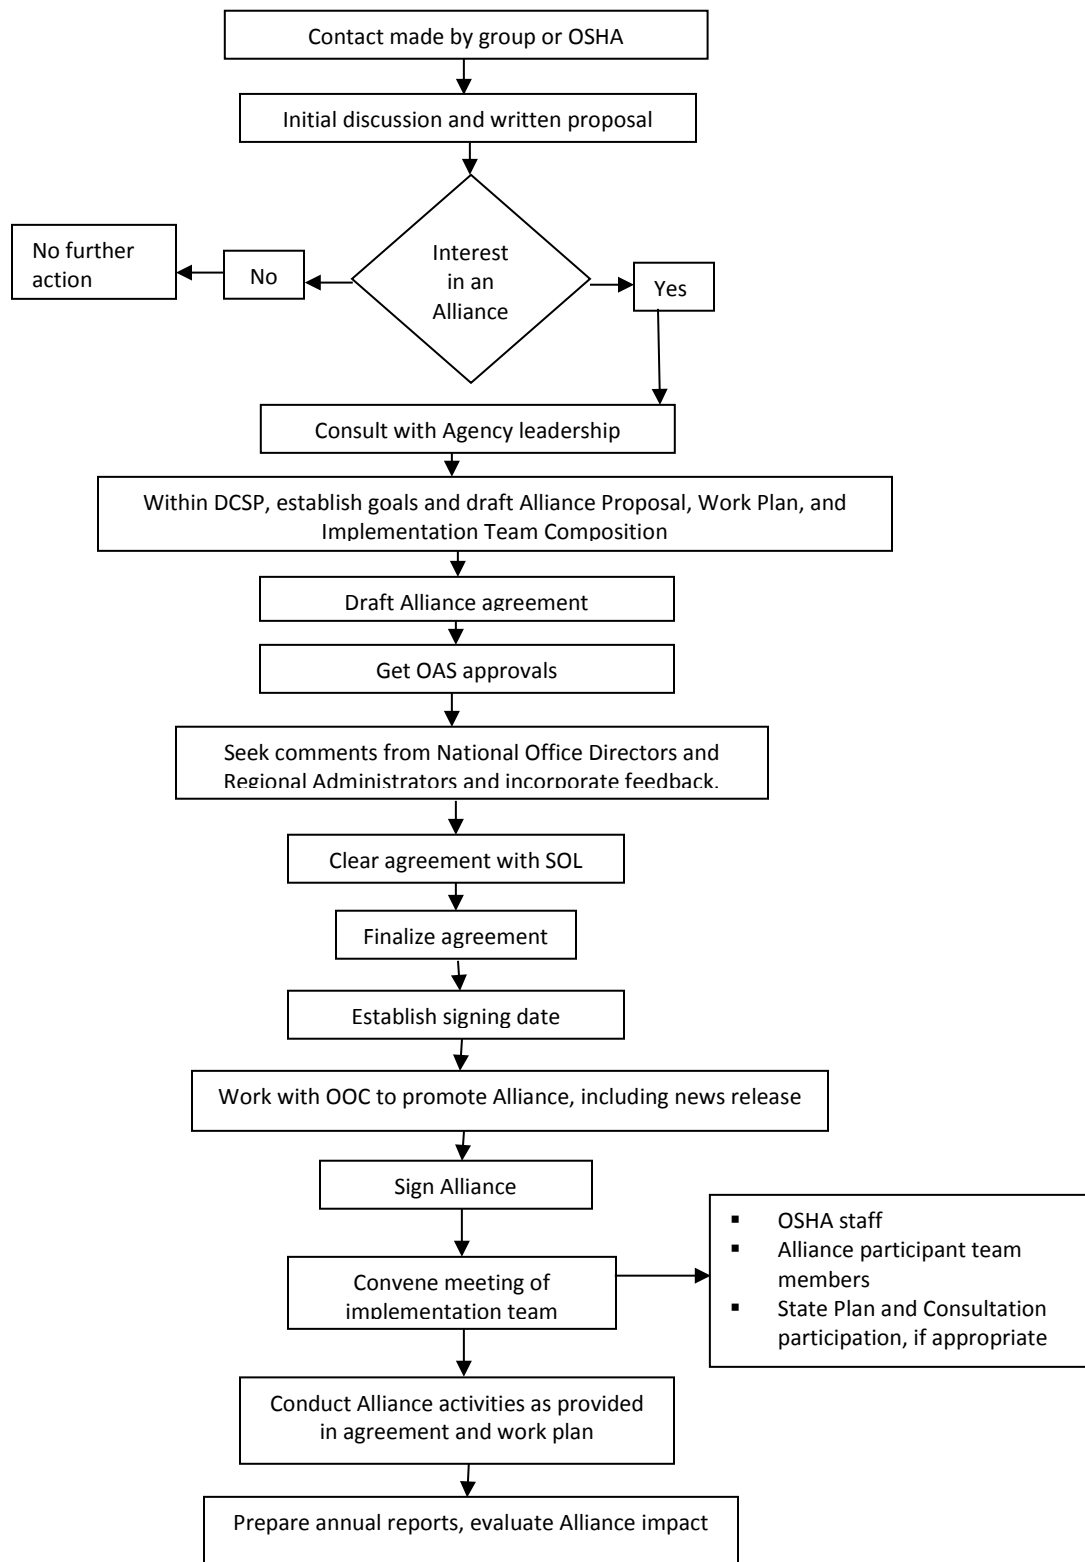 Contact made by group or OSHA
Initial discussion and written proposal
Interest
in an
Alliance
No further
action
No
Yes
Consult with Agency leadership
Within DCSP, establish goals and draft Alliance Proposal, Work Plan, and
Implementation Team Composition
Draft Alliance agreement
Get OAS approvals
Seek comments from National Office Directors and
Regional Administrators and incorporate feedback.
Clear agreement with SOL
Finalize agreement
Establish signing date
Work with OOC to promote Alliance, including news release
Sign Alliance
Convene meeting of
implementation team
▪ OSHA staff
▪ Alliance participant team
members
▪ State Plan and Consultation
participation, if appropriate
Conduct Alliance activities as provided
in agreement and work plan
Prepare annual reports, evaluate Alliance impact